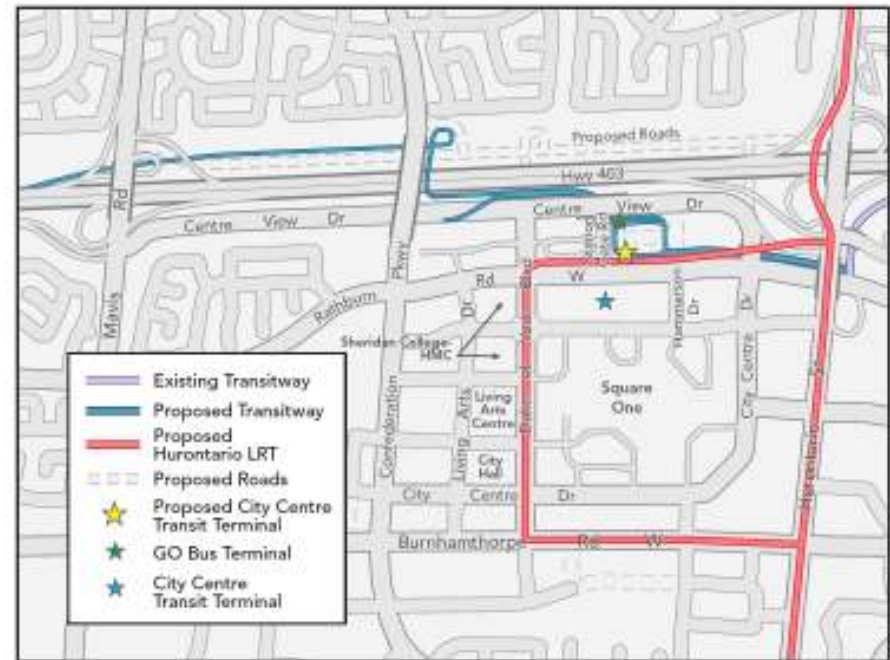 Proposed Roads
Hwy 403
Centre View Dr
Centre View Dr
Mavis Rd
Pkwy
Confederation
Rathburn Rd W
Dr
Living Arts
Sheridan College-
HMC
Blvd
Hammerson
Dr
City Centre Dr
Square
One
Living
Arts
Centre
City
Hall
City Centre Dr
Burnhamthorpe Rd W
Hurontario St
Existing Transitway
Proposed Transitway
Proposed
Hurontario LRT
Proposed Roads
Proposed City Centre
Transit Terminal
GO Bus Terminal
City Centre
Transit Terminal